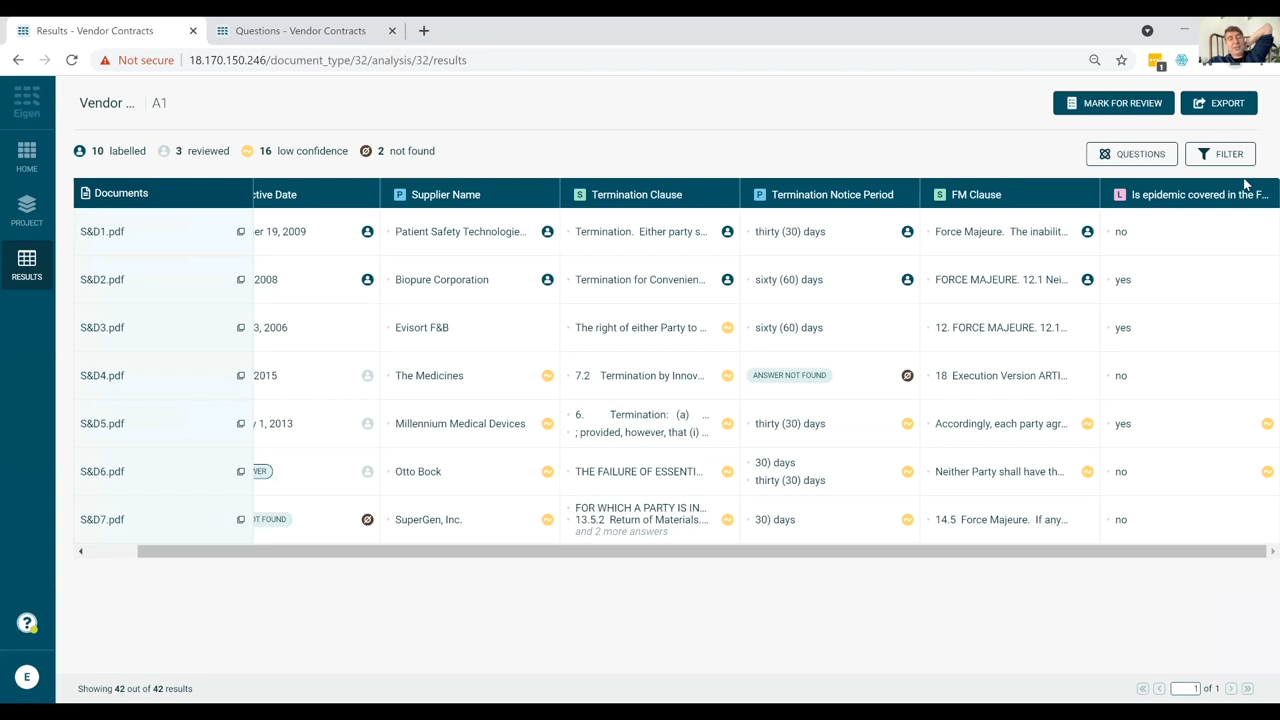 Results - Vendor Contracts
Questions - Vendor Contracts
Not secure
18.170.150.246/document_type/32/analysis/32/results
1
Eigen
HOME
PROJECT
RESULTS
?
E
Vendor ... A1
MARK FOR REVIEW
EXPORT
10 labelled 3 reviewed 16 low confidence 2 not found
QUESTIONS
FILTER
Documents ctive Date P Supplier Name S Termination Clause P Termination Notice Period S FM Clause L Is epidemic covered in the F...
S&D1.pdf er 19, 2009 Patient Safety Technologie... Termination. Either party s... thirty (30) days Force Majeure. The inabilit... no
S&D2.pdf 2008 Biopure Corporation Termination for Convenien... sixty (60) days FORCE MAJEURE. 12.1 Nei... yes
S&D3.pdf 3, 2006 Evisort F&B The right of either Party to ... sixty (60) days 12. FORCE MAJEURE. 12.1... yes
S&D4.pdf 2015 The Medicines 7.2 Termination by Innov... ANSWER NOT FOUND 18 Execution Version ARTI... no
S&D5.pdf 1, 2013 Millennium Medical Devices 6. Termination: (a) ... thirty (30) days Accordingly, each party agr... yes
; provided, however, that (i) ...
S&D6.pdf WER Otto Bock THE FAILURE OF ESSENTI... 30) days Neither Party shall have th... no
thirty (30) days
S&D7.pdf OT FOUND SuperGen, Inc. FOR WHICH A PARTY IS IN... 30) days 14.5 Force Majeure. If any... no
13.5.2 Return of Materials....
and 2 more answers
Showing 42 out of 42 results
1 of 1